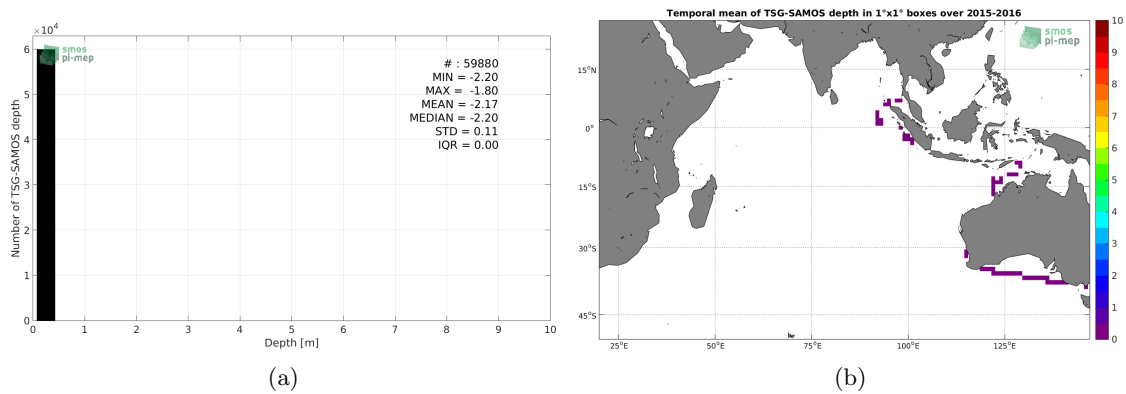 ×10⁴
smos
pi-mep
# : 59880
MIN = -2.20
MAX = -1.80
MEAN = -2.17
MEDIAN = -2.20
STD = 0.11
IQR = 0.00
Number of TSG-SAMOS depth
6
5
4
3
2
1
0
0 1 2 3 4 5 6 7 8 9 10
Depth [m]
(a)
Temporal mean of TSG-SAMOS depth in 1°x1° boxes over 2015-2016
smos
pi-mep
15°N
0°
15°S
30°S
45°S
25°E 50°E 75°E 100°E 125°E
10
9
8
7
6
5
4
3
2
1
0
(b)